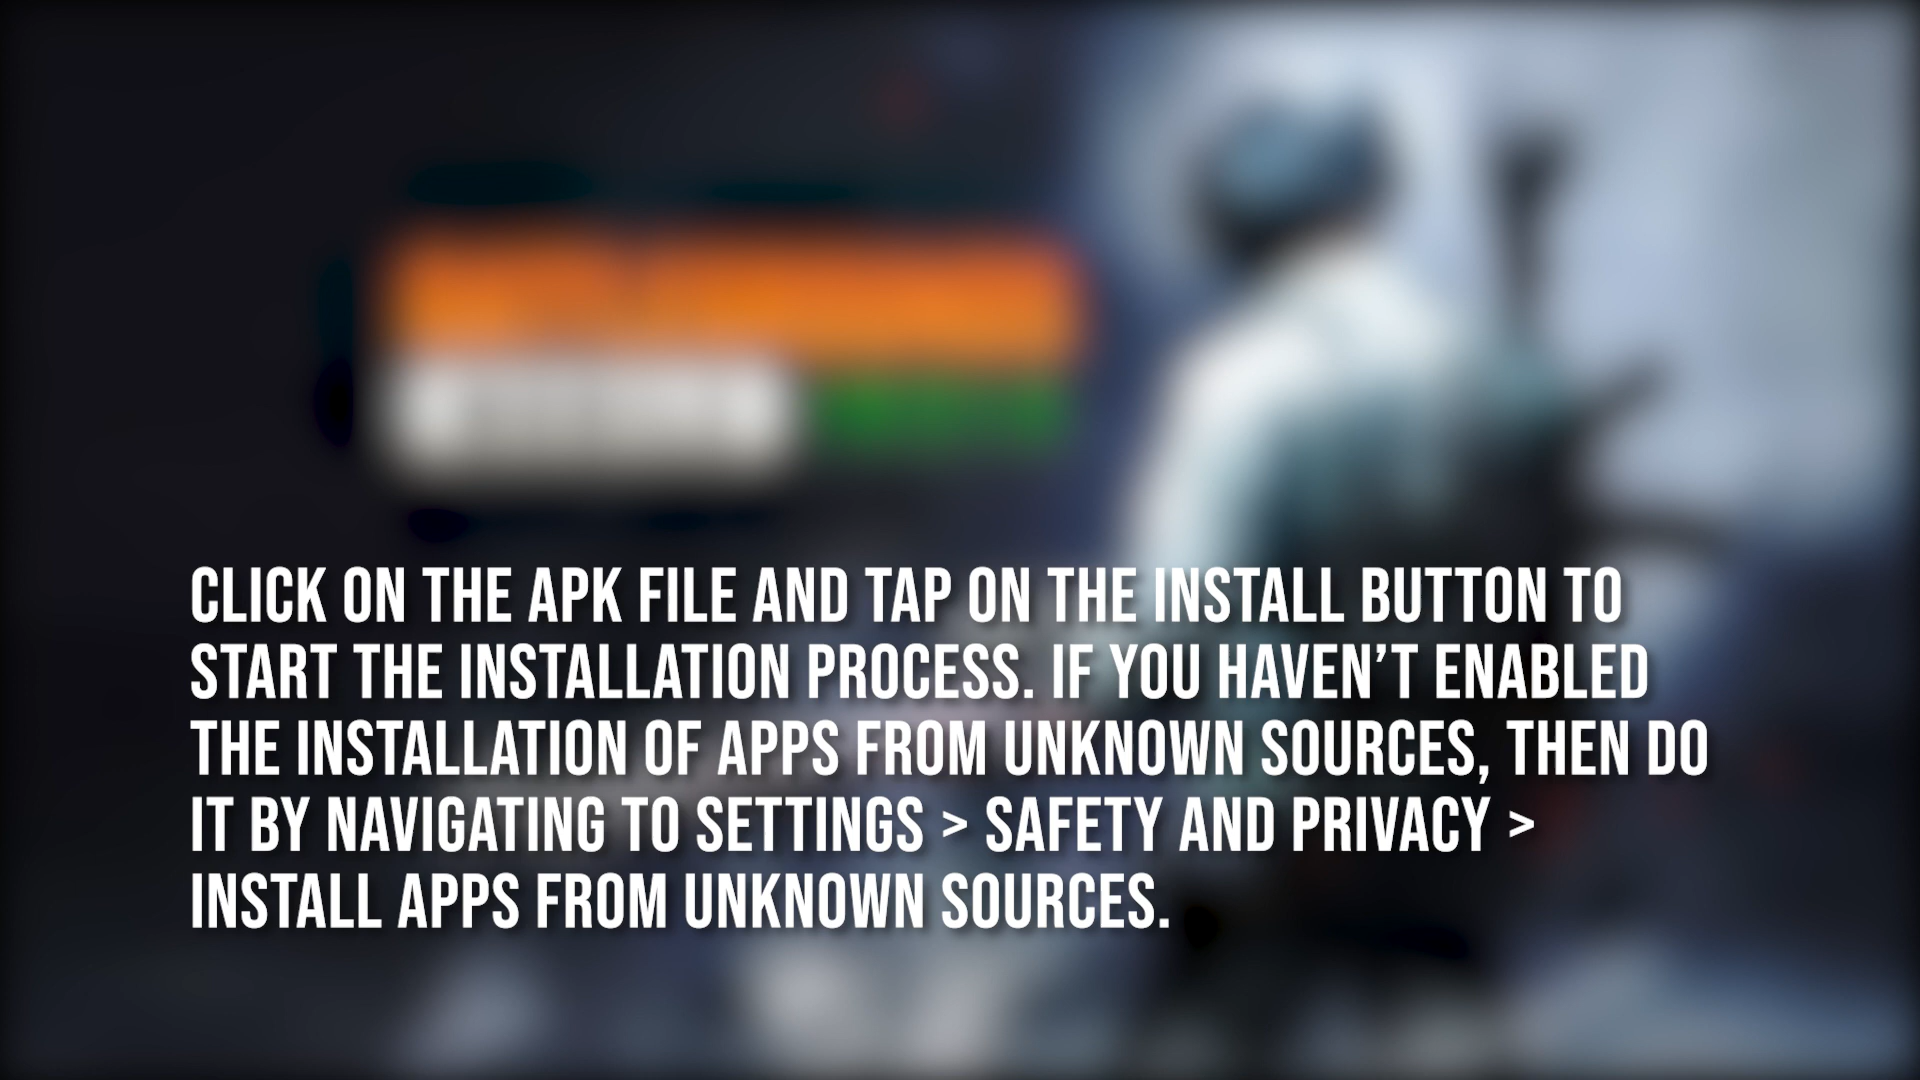 CLICK ON THE APK FILE AND TAP ON THE INSTALL BUTTON TO
START THE INSTALLATION PROCESS. IF YOU HAVEN’T ENABLED
THE INSTALLATION OF APPS FROM UNKNOWN SOURCES, THEN DO
IT BY NAVIGATING TO SETTINGS > SAFETY AND PRIVACY >
INSTALL APPS FROM UNKNOWN SOURCES.